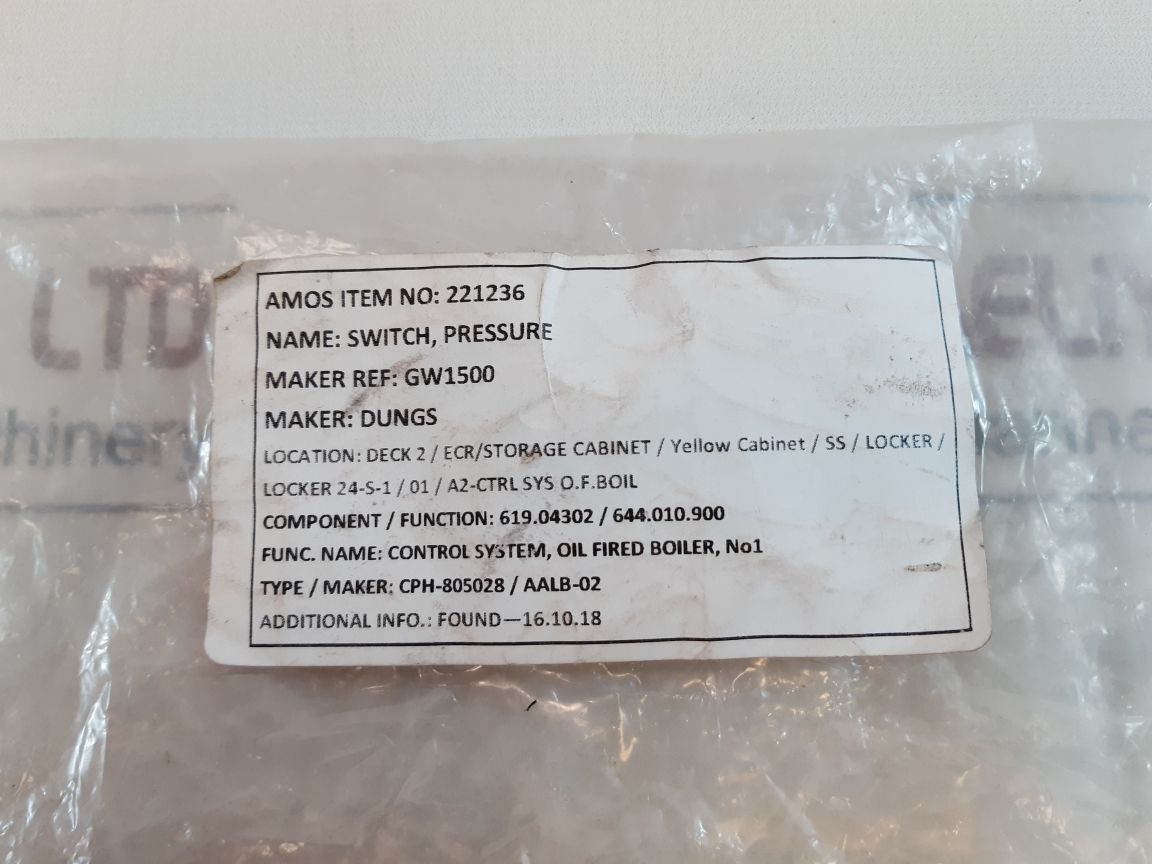 AMOS ITEM NO: 221236
NAME: SWITCH, PRESSURE
MAKER REF: GW1500
MAKER: DUNGS
LOCATION: DECK 2 / ECR/STORAGE CABINET / Yellow Cabinet / SS / LOCKER /
LOCKER 24-S-1 / 01 / A2-CTRL SYS O.F.BOIL
COMPONENT / FUNCTION: 619.04302 / 644.010.900
FUNC. NAME: CONTROL SYSTEM, OIL FIRED BOILER, No1
TYPE / MAKER: CPH-805028 / AALB-02
ADDITIONAL INFO.: FOUND—16.10.18
LTD